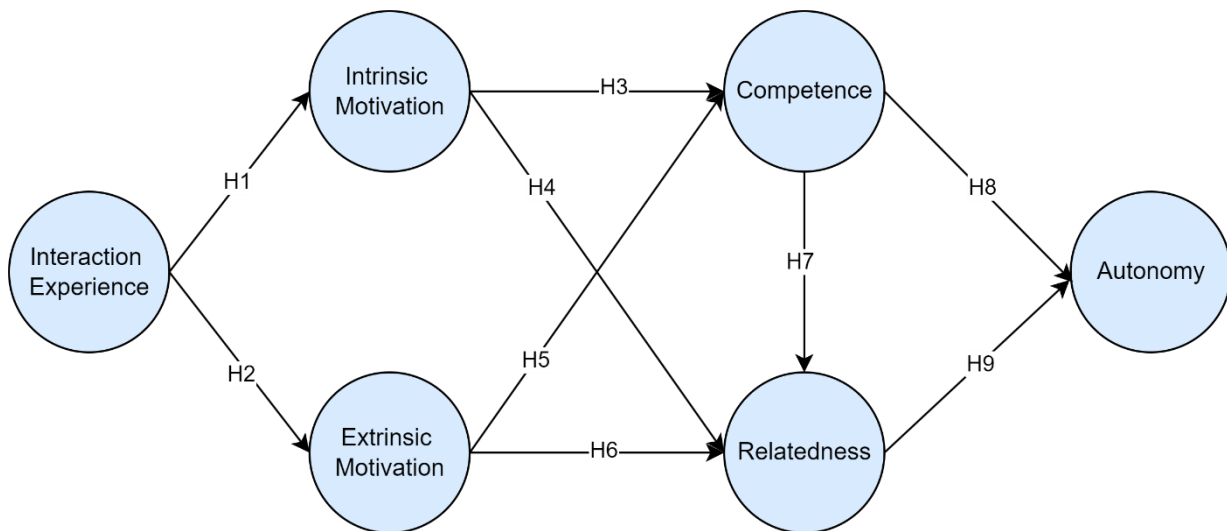 Intrinsic
Motivation
H3
Competence
H1
H4
H8
Interaction
Experience
H7
Autonomy
H2
H5
H9
Extrinsic
Motivation
H6
Relatedness